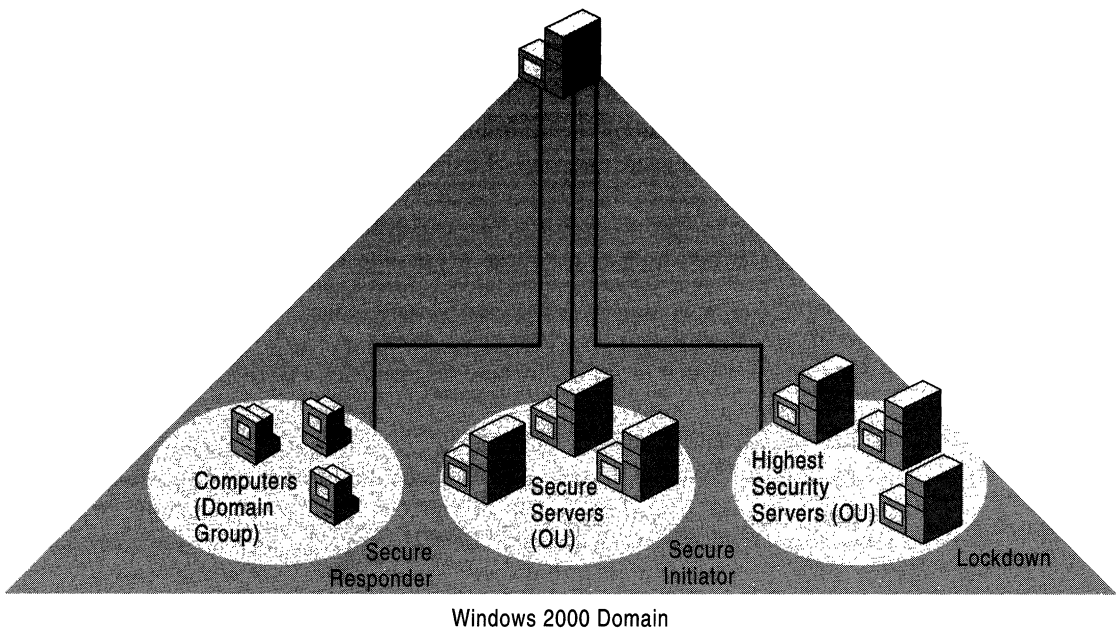 Computers
(Domain
Group)
Secure
Responder
Secure
Servers
(OU)
Secure
Initiator
Highest
Security
Servers (OU)
Lockdown
Windows 2000 Domain